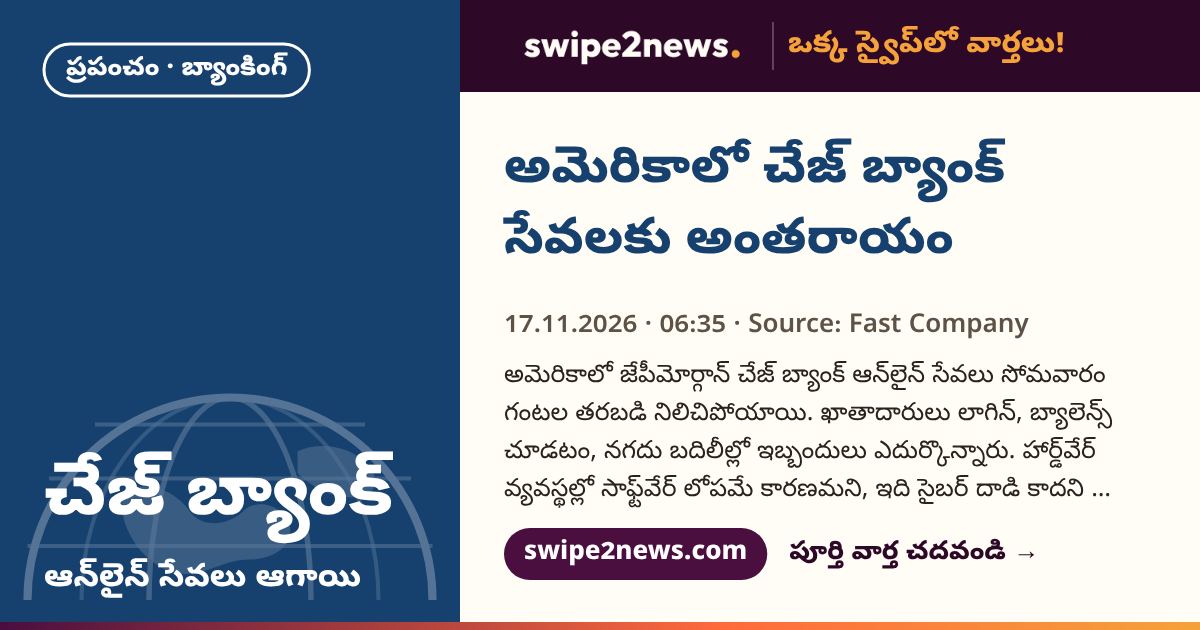 ప్రపంచం · బ్యాంకింగ్
చేజ్ బ్యాంక్
ఆన్‌లైన్ సేవలు ఆగాయి
swipe2news. ఒక్క స్వైప్‌లో వార్తలు!
అమెరికాలో చేజ్ బ్యాంక్
సేవలకు అంతరాయం
17.11.2026 · 06:35 · Source: Fast Company
అమెరికాలో జేపీమోర్గాన్ చేజ్ బ్యాంక్ ఆన్‌లైన్ సేవలు సోమవారం
గంటల తరబడి నిలిచిపోయాయి. ఖాతాదారులు లాగిన్, బ్యాలెన్స్
చూడటం, నగదు బదిలీల్లో ఇబ్బందులు ఎదుర్కొన్నారు. హార్డ్‌వేర్
వ్యవస్థల్లో సాఫ్ట్‌వేర్ లోపమే కారణమని, ఇది సైబర్ దాడి కాదని ...
swipe2news.com పూర్తి వార్త చదవండి →